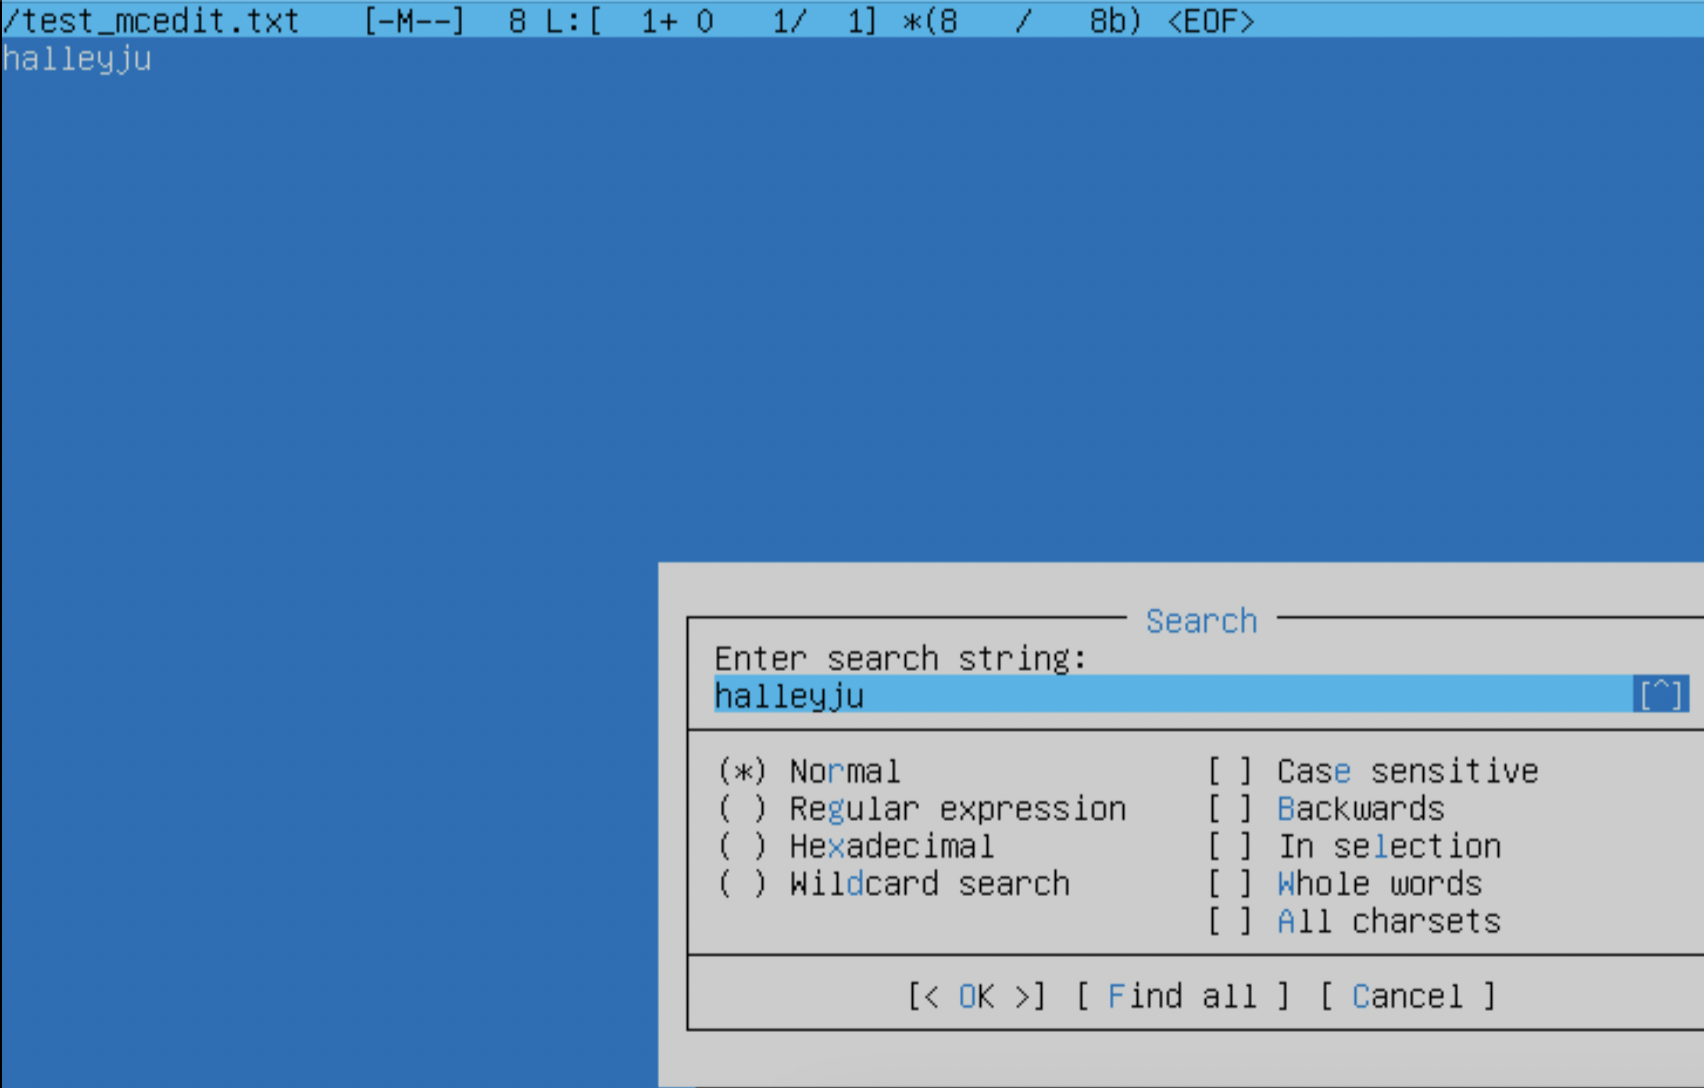 /test_mcedit.txt [-M--] 8 L:[ 1+ 0 1/ 1] *(8 / 8b) <EOF>
halleyju
Search
Enter search string:
halleyju [^]
(*) Normal [ ] Case sensitive
( ) Regular expression [ ] Backwards
( ) Hexadecimal [ ] In selection
( ) Wildcard search [ ] Whole words
[ ] All charsets
[< OK >] [ Find all ] [ Cancel ]